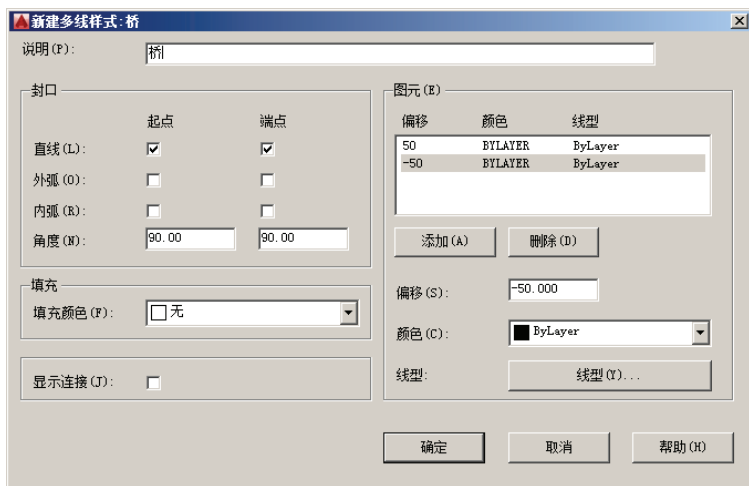 新建多线样式:桥
说明(P):
桥
封口
起点 端点
直线(L):
外弧(O):
内弧(R):
角度(N): 90.00 90.00
填充
填充颜色(F): 无
显示连接(J):
图元(E)
偏移 颜色 线型
50 BYLAYER ByLayer
-50 BYLAYER ByLayer
添加(A) 删除(D)
偏移(S): -50.000
颜色(C): ByLayer
线型: 线型(Y)...
确定 取消 帮助(H)